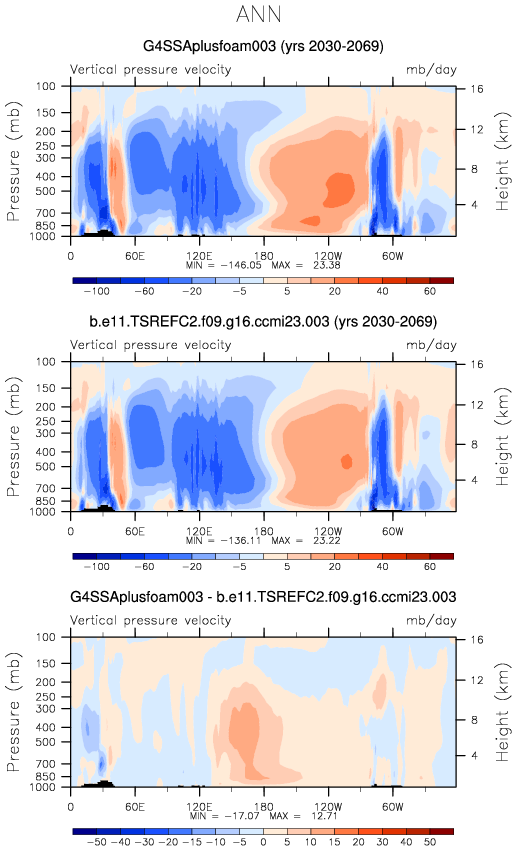 ANN
G4SSAplusfoam003 (yrs 2030-2069)
Vertical pressure velocity mb/day
100 150 200 250 300 400 500 700 850 1000
Pressure (mb)
16 12 8 4
Height (km)
0 60E 120E 180 120W 60W
MIN = -146.05 MAX = 23.38
-100 -60 -20 -5 5 20 40 60
b.e11.TSREFC2.f09.g16.ccmi23.003 (yrs 2030-2069)
Vertical pressure velocity mb/day
100 150 200 250 300 400 500 700 850 1000
Pressure (mb)
16 12 8 4
Height (km)
0 60E 120E 180 120W 60W
MIN = -136.11 MAX = 23.22
-100 -60 -20 -5 5 20 40 60
G4SSAplusfoam003 - b.e11.TSREFC2.f09.g16.ccmi23.003
Vertical pressure velocity mb/day
100 150 200 250 300 400 500 700 850 1000
Pressure (mb)
16 12 8 4
Height (km)
0 60E 120E 180 120W 60W
MIN = -17.07 MAX = 12.71
-50 -40 -30 -20 -15 -10 -5 0 5 10 15 20 30 40 50